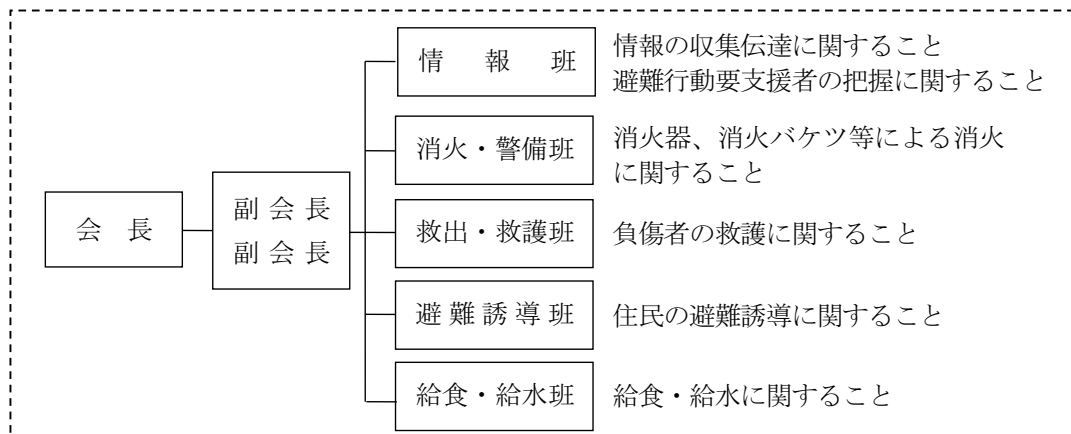 情報班
情報の収集伝達に関すること
避難行動要支援者の把握に関すること
消火・警備班
消火器、消火バケツ等による消火
に関すること
会長
副会長
副会長
救出・救護班
負傷者の救護に関すること
避難誘導班
住民の避難誘導に関すること
給食・給水班
給食・給水に関すること